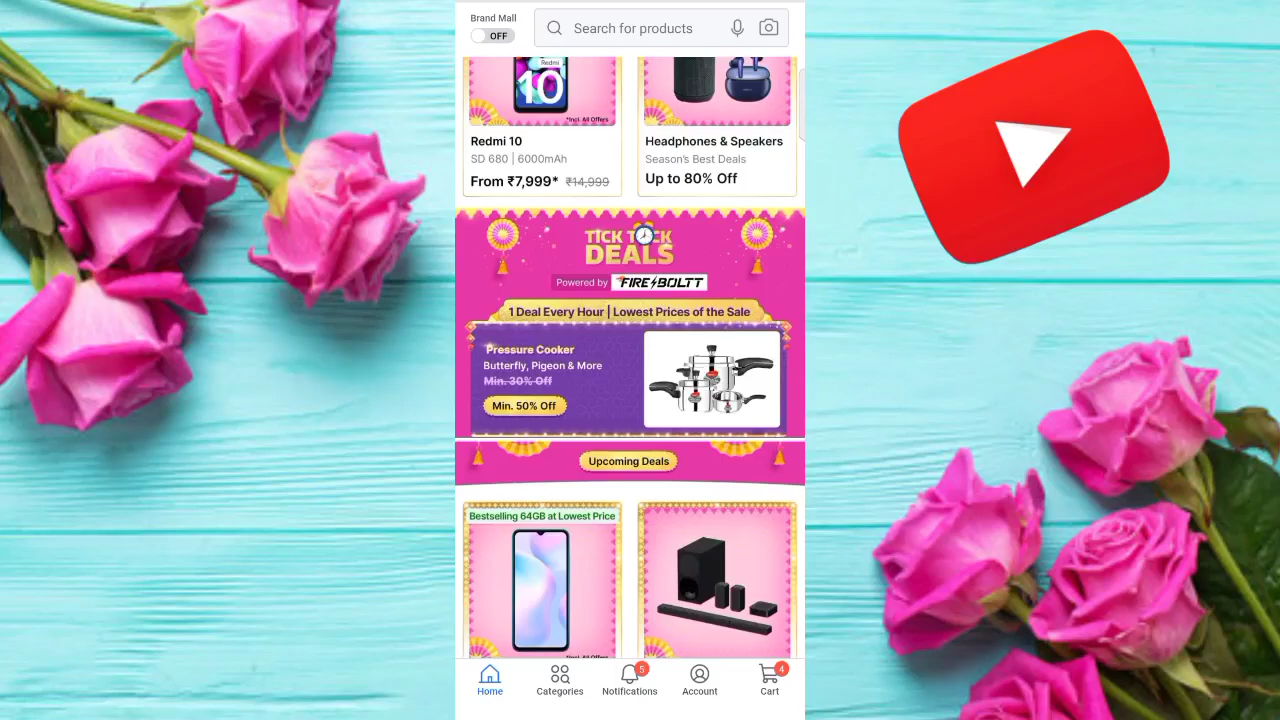 Brand Mall
OFF
Search for products
Redmi
10
*Incl. All Offers
Redmi 10
SD 680 | 6000mAh
From ₹7,999* ₹14,999
Headphones & Speakers
Season's Best Deals
Up to 80% Off
TICK TOCK
DEALS
Powered by FIRE BOLTT
1 Deal Every Hour | Lowest Prices of the Sale
Pressure Cooker
Butterfly, Pigeon & More
Min. 30% Off
Min. 50% Off
Upcoming Deals
Bestselling 64GB at Lowest Price
*Incl. All Offers
5
4
Home
Categories
Notifications
Account
Cart